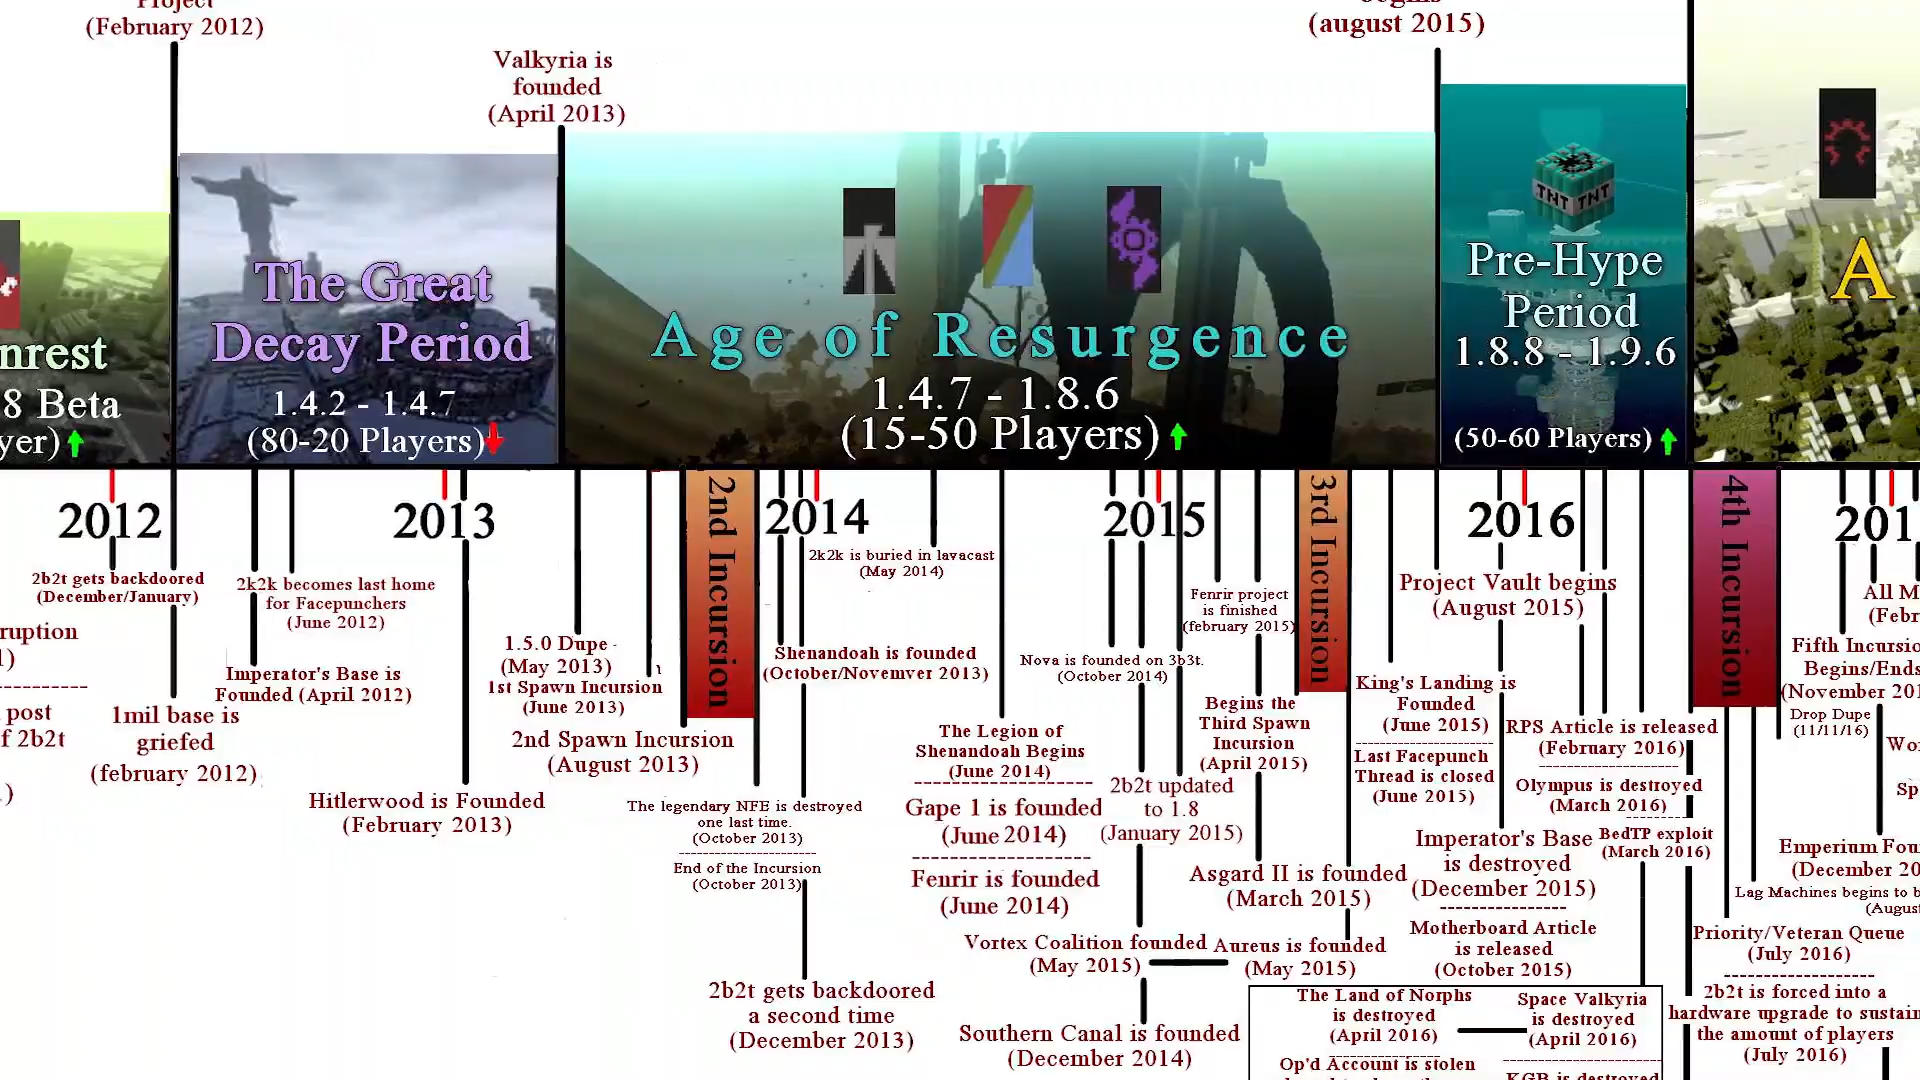 Project
(February 2012)
Valkyria is
founded
(April 2013)
begins
(august 2015)
nrest
8 Beta
yer)
The Great
Decay Period
1.4.2 - 1.4.7
(80-20 Players)
Age of Resurgence
1.4.7 - 1.8.6
(15-50 Players)
TNT TNT
Pre-Hype
Period
1.8.8 - 1.9.6
(50-60 Players)
A
2012
2013
2nd Incursion
2014
2015
3rd Incursion
2016
4th Incursion
201
2b2t gets backdoored
(December/January)
ruption
1)
post
f 2b2t
)
1mil base is
griefed
(february 2012)
2k2k becomes last home
for Facepunchers
(June 2012)
Imperator's Base is
Founded (April 2012)
Hitlerwood is Founded
(February 2013)
1.5.0 Dupe
(May 2013)
1st Spawn Incursion
(June 2013)
2nd Spawn Incursion
(August 2013)
The legendary NFE is destroyed
one last time.
(October 2013)
End of the Incursion
(October 2013)
2b2t gets backdoored
a second time
(December 2013)
2k2k is buried in lavacast
(May 2014)
Shenandoah is founded
(October/Novemver 2013)
The Legion of
Shenandoah Begins
(June 2014)
Gape 1 is founded
(June 2014)
Fenrir is founded
(June 2014)
Nova is founded on 3b3t.
(October 2014)
2b2t updated
to 1.8
(January 2015)
Vortex Coalition founded
(May 2015)
Southern Canal is founded
(December 2014)
Fenrir project
is finished
(february 2015)
Begins the
Third Spawn
Incursion
(April 2015)
Asgard II is founded
(March 2015)
Aureus is founded
(May 2015)
Project Vault begins
(August 2015)
King's Landing is
Founded
(June 2015)
Last Facepunch
Thread is closed
(June 2015)
Imperator's Base
is destroyed
(December 2015)
Motherboard Article
is released
(October 2015)
RPS Article is released
(February 2016)
Olympus is destroyed
(March 2016)
BedTP exploit
(March 2016)
The Land of Norphs
is destroyed
(April 2016)
Op'd Account is stolen
Space Valkyria
is destroyed
(April 2016)
KGB is destroyed
All M
(Febr
Fifth Incursio
Begins/Ends
(November 201
Drop Dupe
(11/11/16)
Wo
Sp
Emperium Fou
(December 20
Lag Machines begins to b
(August
Priority/Veteran Queue
(July 2016)
2b2t is forced into a
hardware upgrade to sustain
the amount of players
(July 2016)